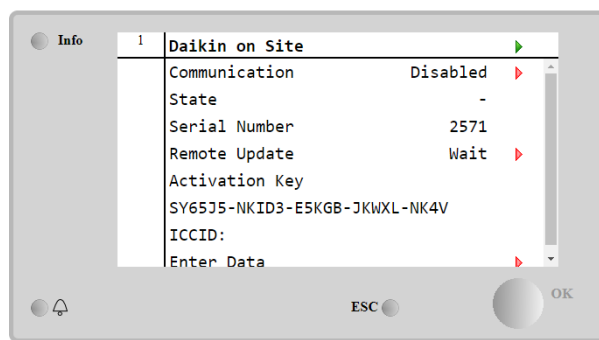 Info
1 Daikin on Site
Communication Disabled
State -
Serial Number 2571
Remote Update Wait
Activation Key
SY65J5-NKID3-E5KGB-JKWXL-NK4V
ICCID:
Enter Data
ESC
OK